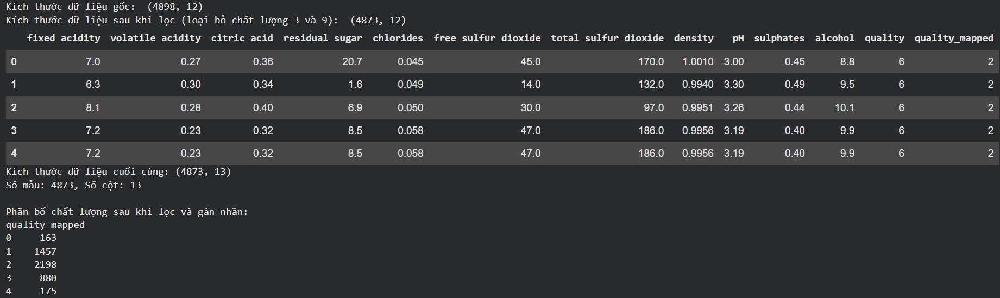 Kích thước dữ liệu gốc:  (4898, 12)
Kích thước dữ liệu sau khi lọc (loại bỏ chất lượng 3 và 9):  (4873, 12)
fixed acidity volatile acidity citric acid residual sugar chlorides free sulfur dioxide total sulfur dioxide density pH sulphates alcohol quality quality_mapped
0 7.0 0.27 0.36 20.7 0.045 45.0 170.0 1.0010 3.00 0.45 8.8 6 2
1 6.3 0.30 0.34 1.6 0.049 14.0 132.0 0.9940 3.30 0.49 9.5 6 2
2 8.1 0.28 0.40 6.9 0.050 30.0 97.0 0.9951 3.26 0.44 10.1 6 2
3 7.2 0.23 0.32 8.5 0.058 47.0 186.0 0.9956 3.19 0.40 9.9 6 2
4 7.2 0.23 0.32 8.5 0.058 47.0 186.0 0.9956 3.19 0.40 9.9 6 2
Kích thước dữ liệu cuối cùng: (4873, 13)
Số mẫu: 4873, Số cột: 13
Phân bố chất lượng sau khi lọc và gán nhãn:
quality_mapped
0 163
1 1457
2 2198
3 880
4 175